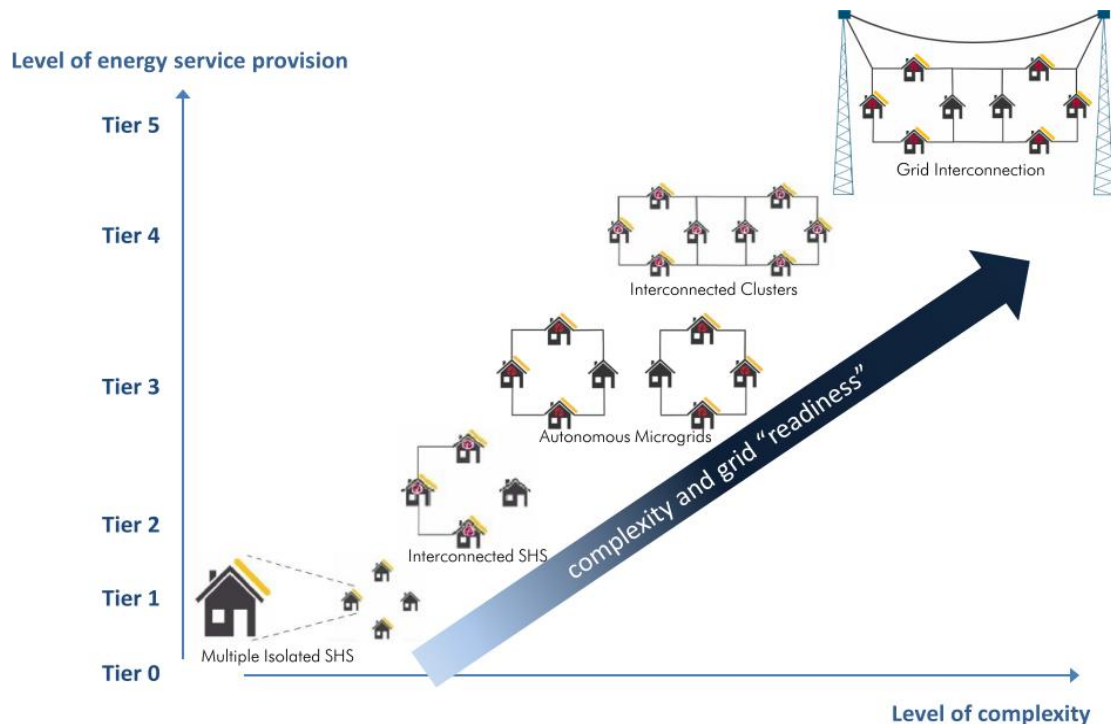 Level of energy service provision
Tier 5
Grid Interconnection
Tier 4
Interconnected Clusters
Tier 3
Autonomous Microgrids
Tier 2
Interconnected SHS
Tier 1
Multiple Isolated SHS
Tier 0
complexity and grid “readiness”
Level of complexity